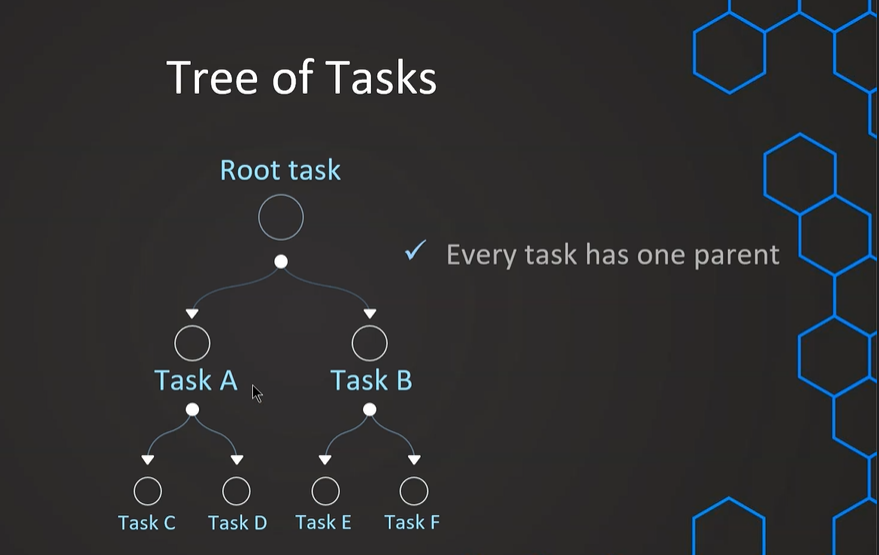 Tree of Tasks
Root task
Every task has one parent
Task A
Task B
Task C
Task D
Task E
Task F